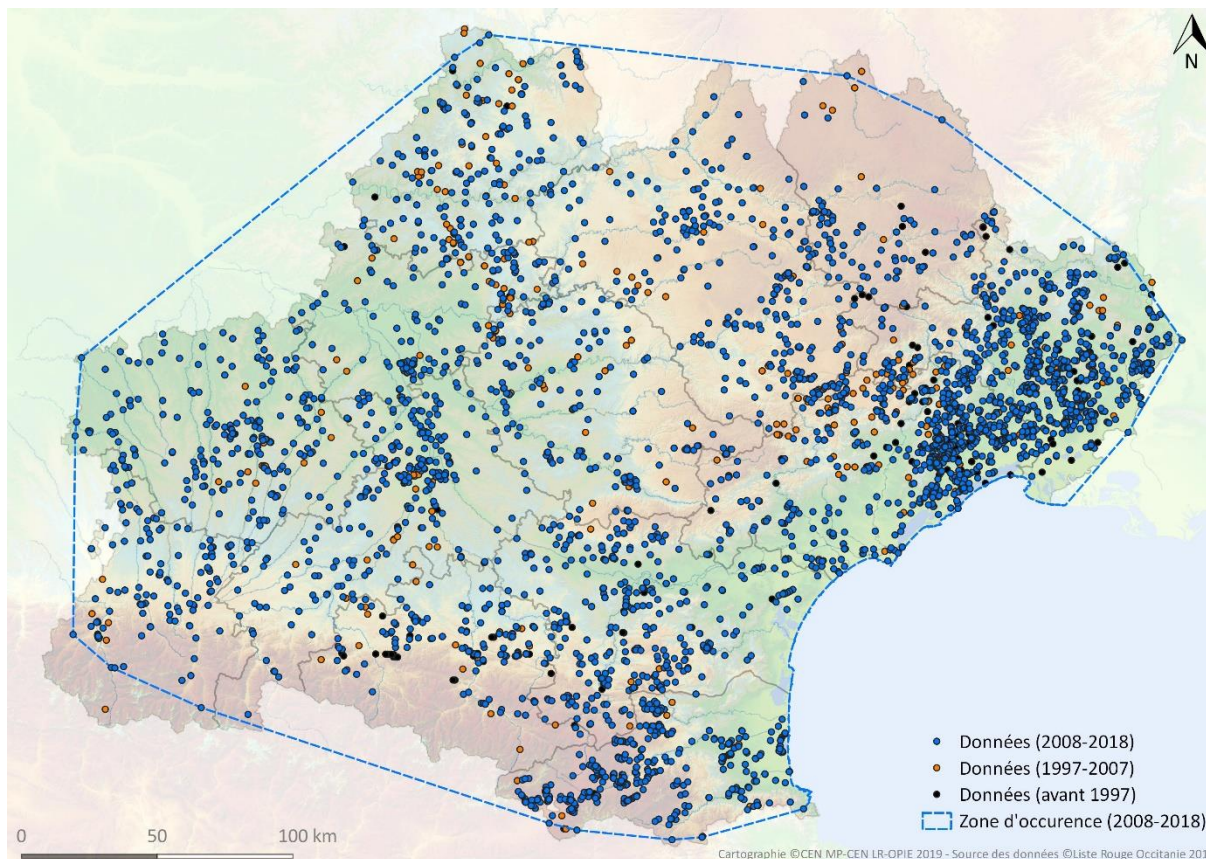 N
Données (2008-2018)
Données (1997-2007)
Données (avant 1997)
Zone d'occurence (2008-2018)
0 50 100 km
Cartographie ©CEN MP-CEN LR-OPIE 2019 - Source des données ©Liste Rouge Occitanie 201